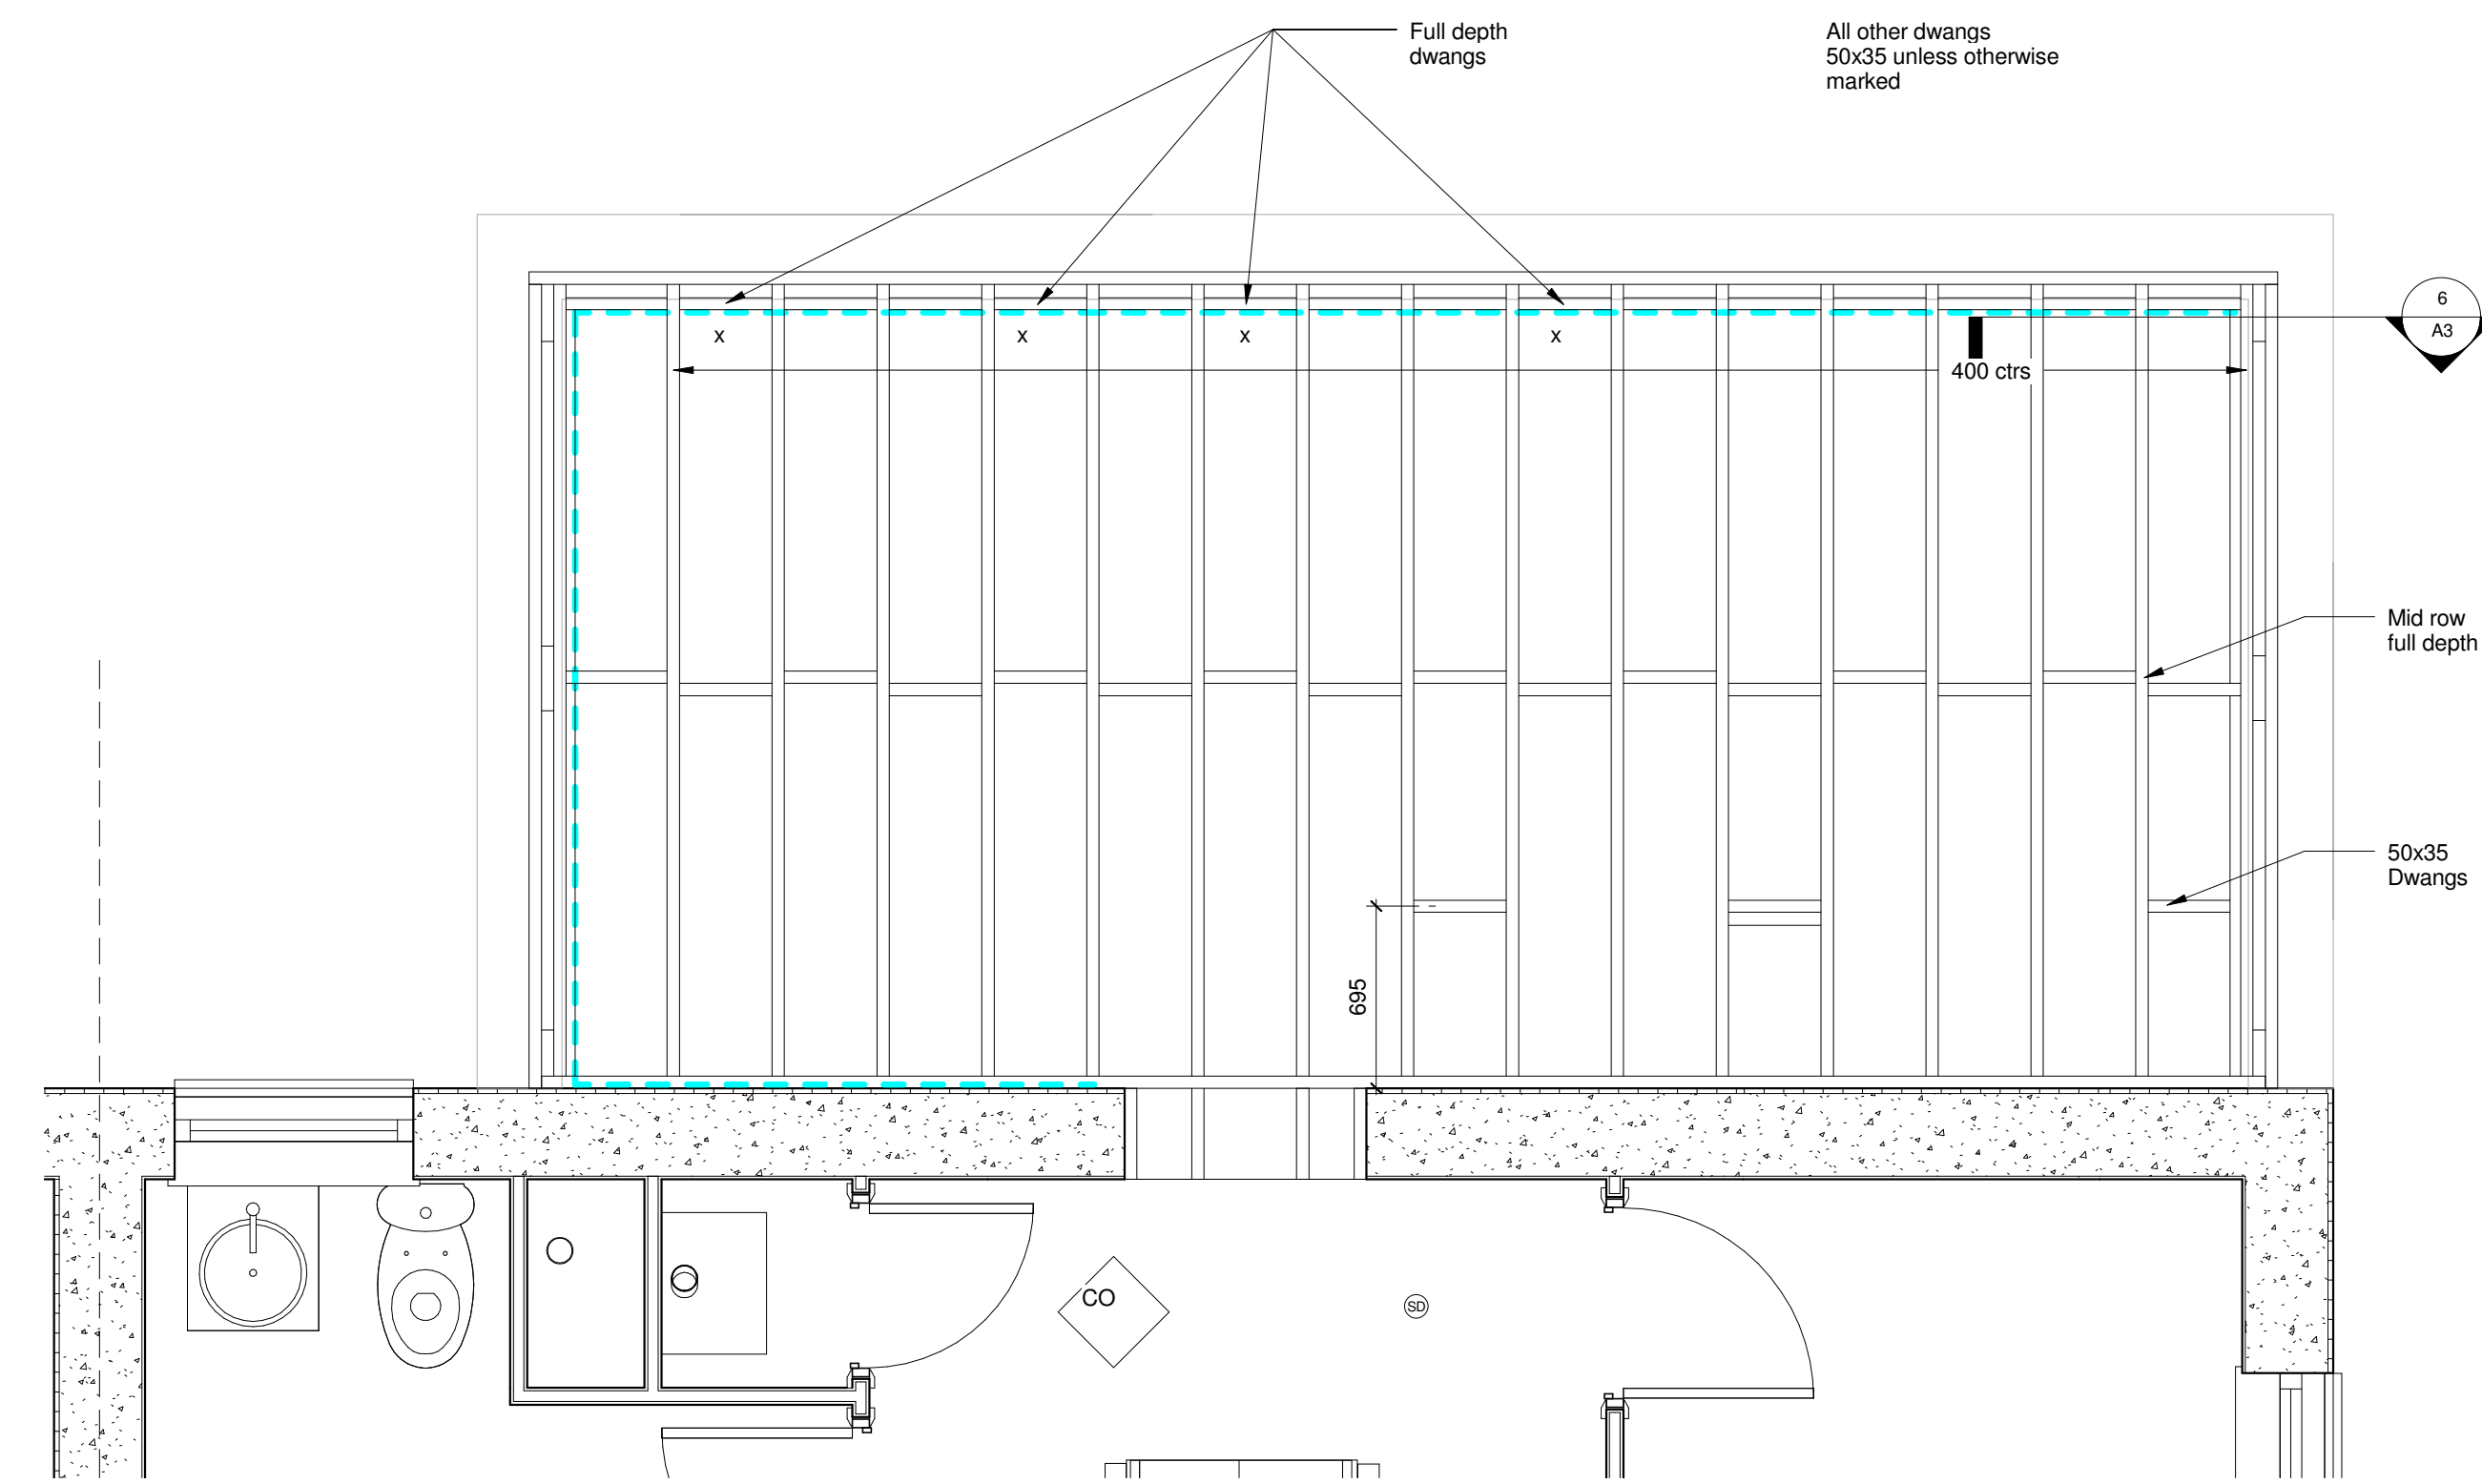 Full depth
dwangs
All other dwangs
50x35 unless otherwise
marked
6
A3
x
x
x
x
400 ctrs
Mid row
full depth
50x35
Dwangs
695
CO
SD